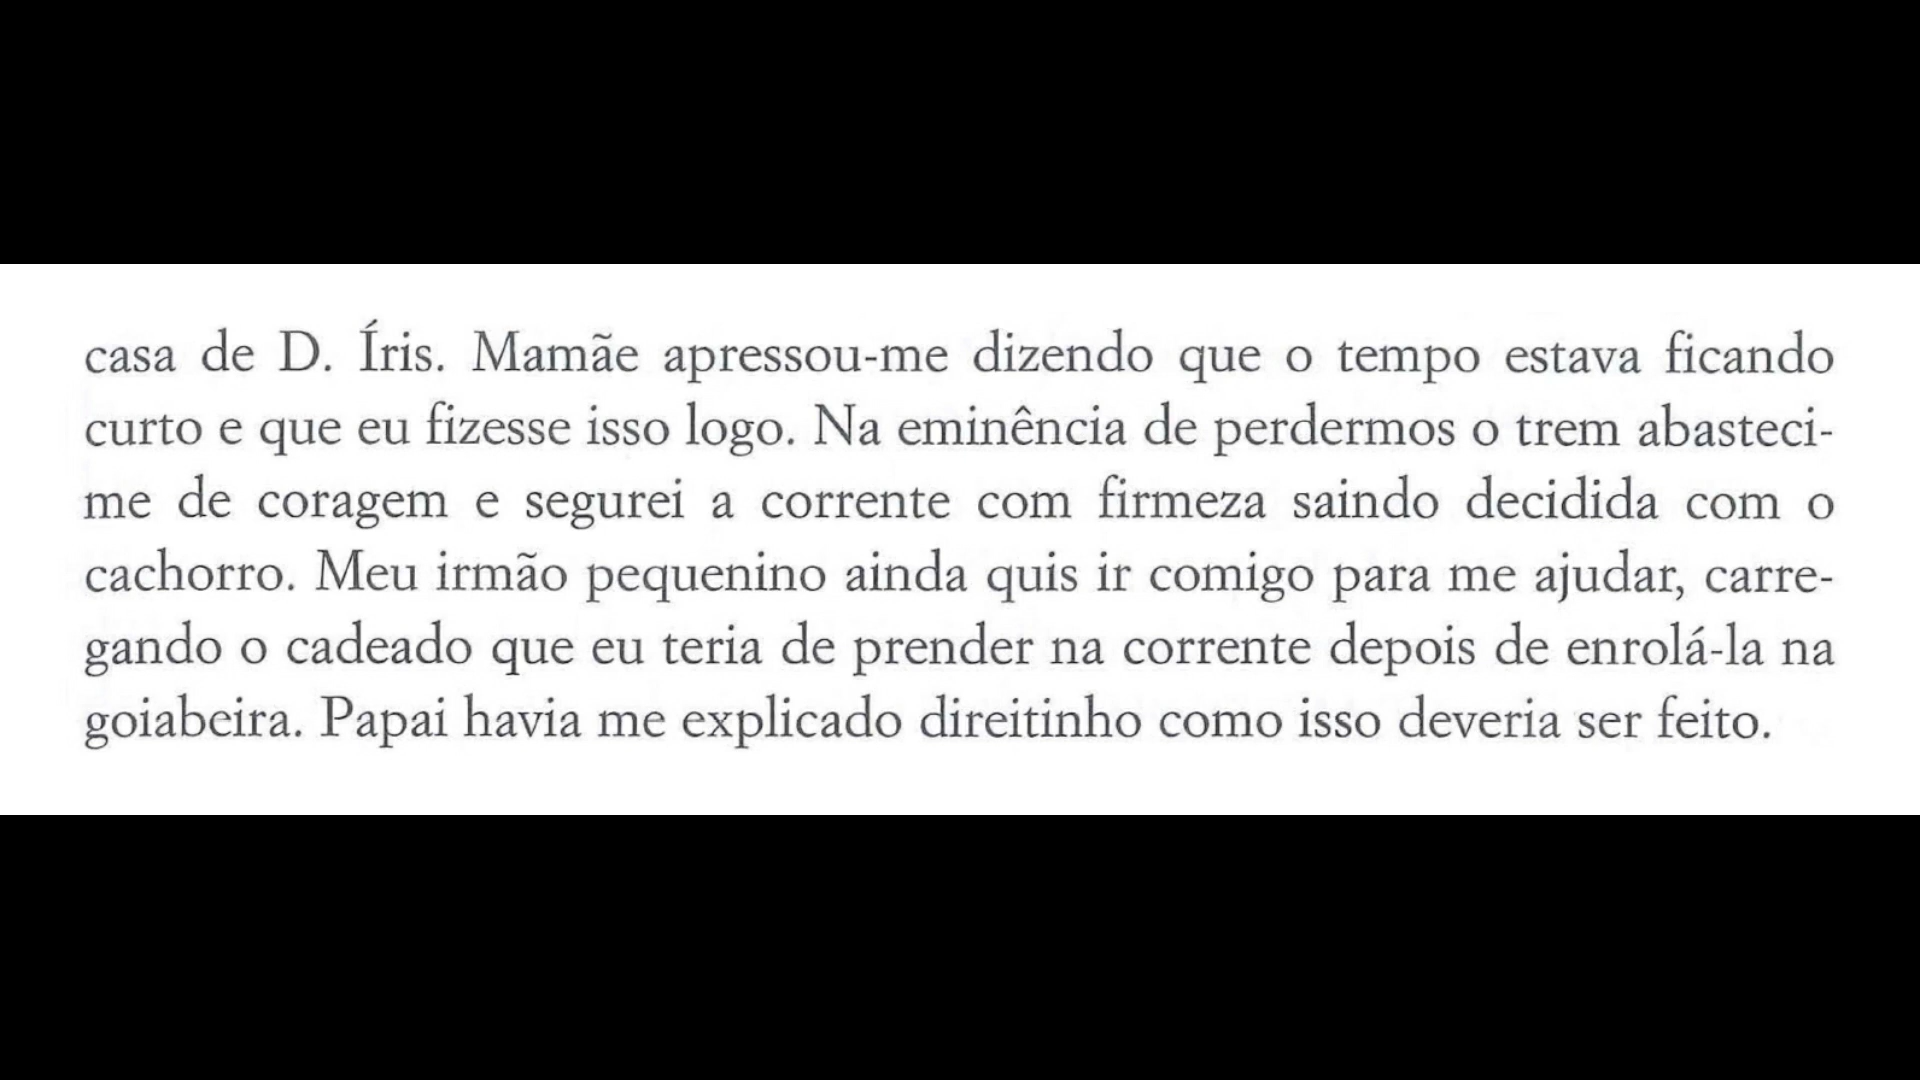 casa de D. Íris. Mamãe apressou-me dizendo que o tempo estava ficando
curto e que eu fizesse isso logo. Na eminência de perdermos o trem abasteci-
me de coragem e segurei a corrente com firmeza saindo decidida com o
cachorro. Meu irmão pequenino ainda quis ir comigo para me ajudar, carre-
gando o cadeado que eu teria de prender na corrente depois de enrolá-la na
goiabeira. Papai havia me explicado direitinho como isso deveria ser feito.